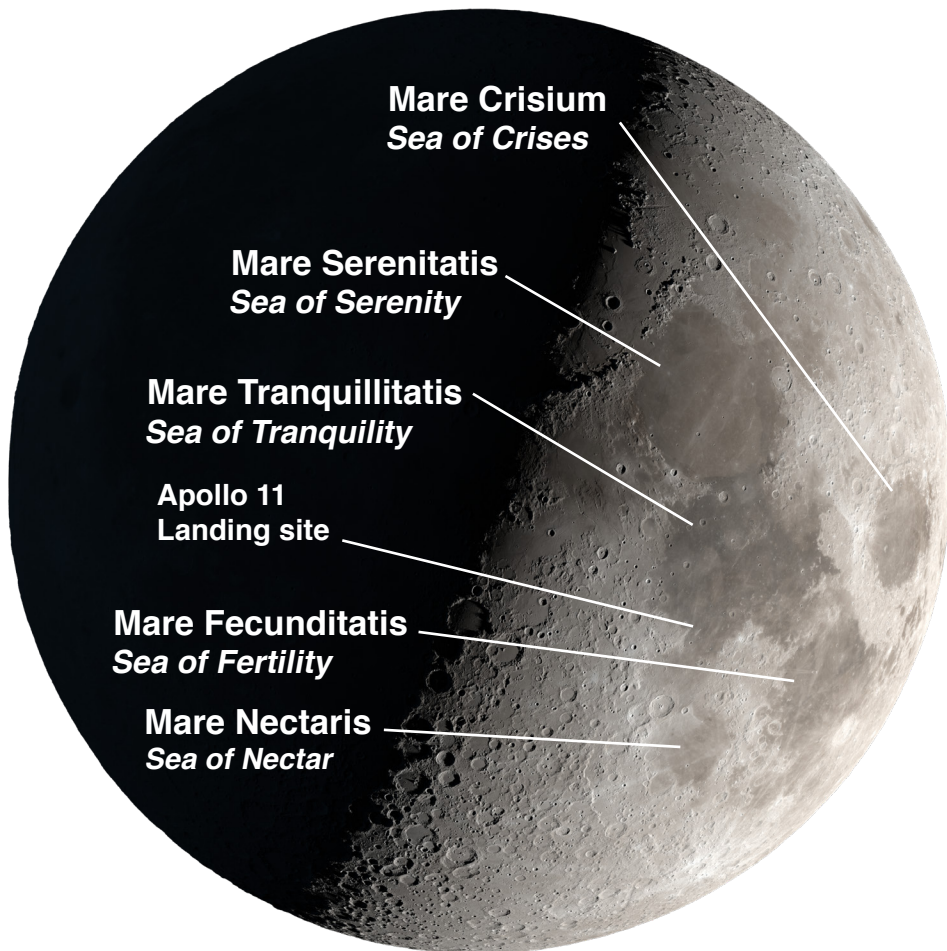 Mare Crisium
Sea of Crises
Mare Serenitatis
Sea of Serenity
Mare Tranquillitatis
Sea of Tranquility
Apollo 11
Landing site
Mare Fecunditatis
Sea of Fertility
Mare Nectaris
Sea of Nectar